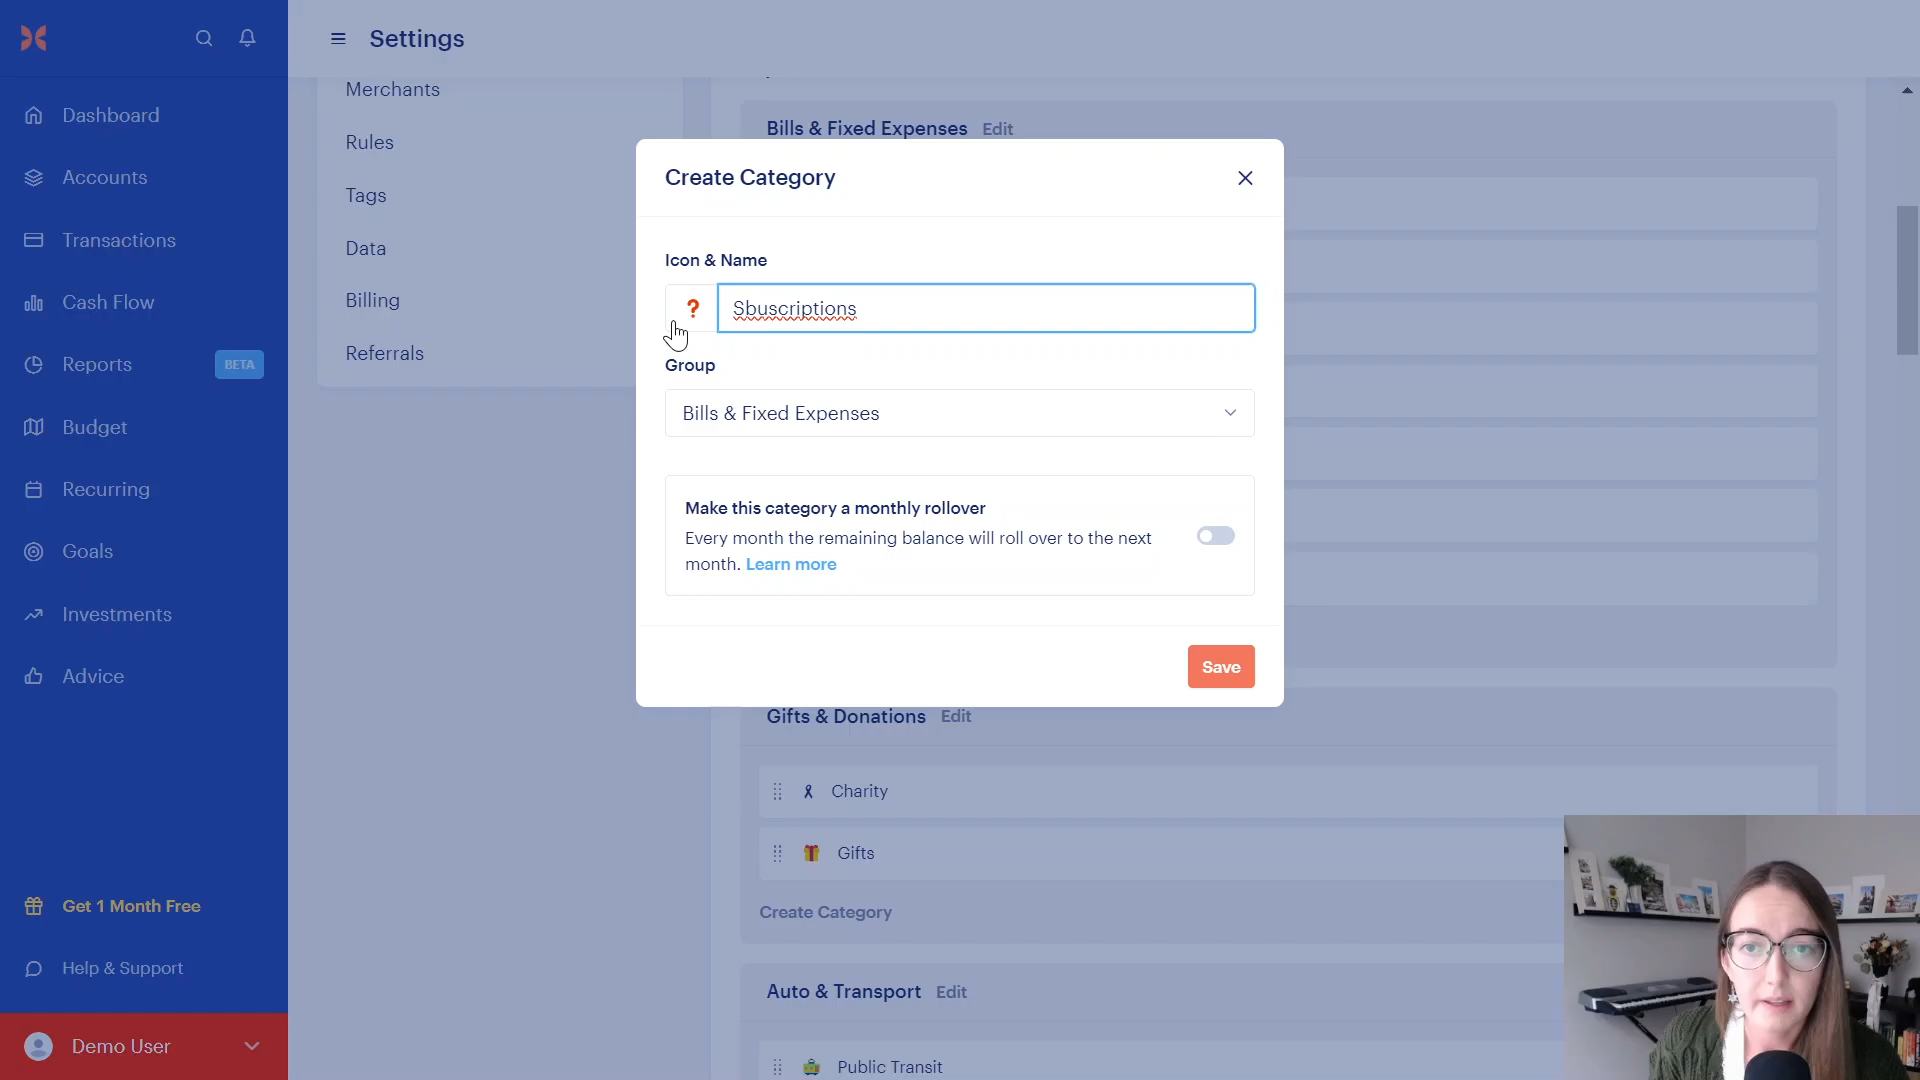 Settings
Dashboard
Accounts
Transactions
Cash Flow
Reports
BETA
Budget
Recurring
Goals
Investments
Advice
Get 1 Month Free
Help & Support
Demo User
Merchants
Rules
Tags
Data
Billing
Referrals
Bills & Fixed Expenses Edit
Create Category
Icon & Name
? Sbuscriptions
Group
Bills & Fixed Expenses
Make this category a monthly rollover
Every month the remaining balance will roll over to the next
month. Learn more
Save
Gifts & Donations Edit
Charity
Gifts
Create Category
Auto & Transport Edit
Public Transit